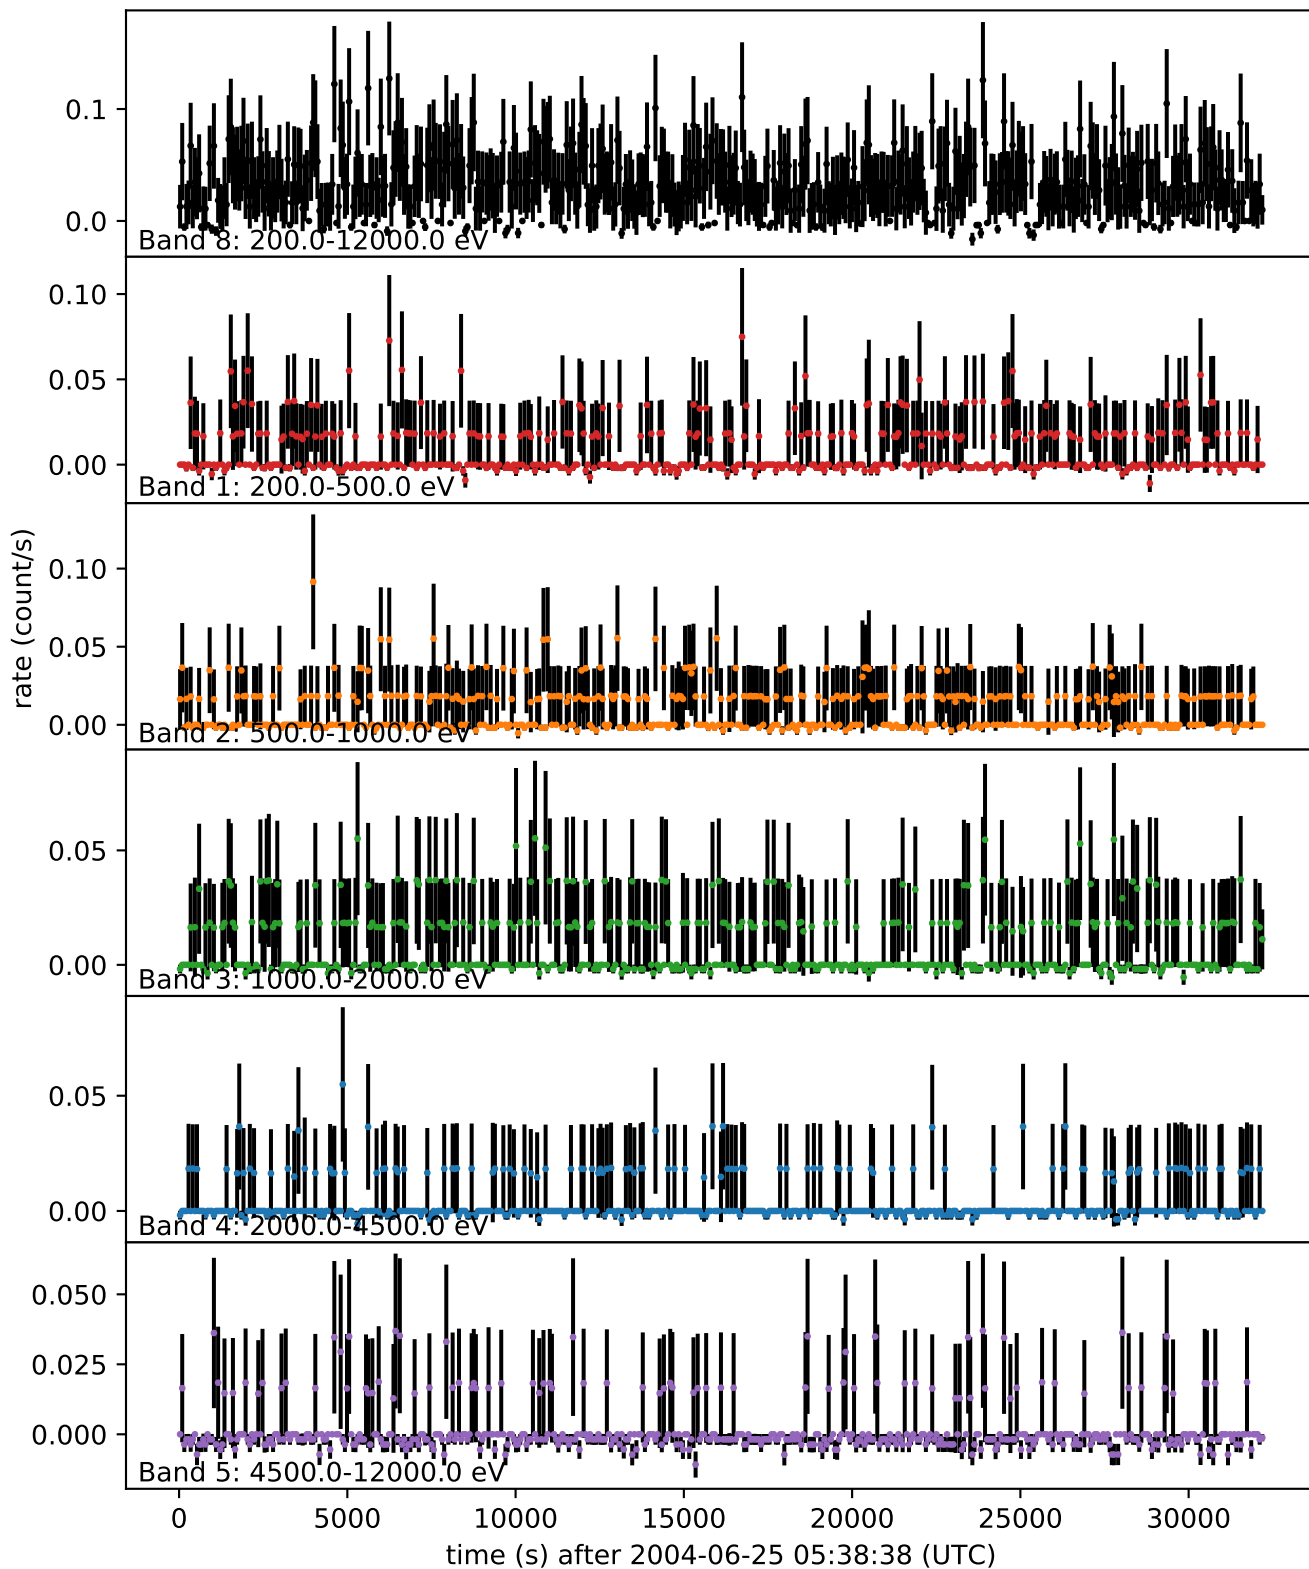 0.1
0.0
Band 8: 200.0-12000.0 eV
0.10
0.05
0.00
Band 1: 200.0-500.0 eV
0.10
0.05
0.00
Band 2: 500.0-1000.0 eV
rate (count/s)
0.05
0.00
Band 3: 1000.0-2000.0 eV
0.05
0.00
Band 4: 2000.0-4500.0 eV
0.050
0.025
0.000
Band 5: 4500.0-12000.0 eV
0 5000 10000 15000 20000 25000 30000
time (s) after 2004-06-25 05:38:38 (UTC)